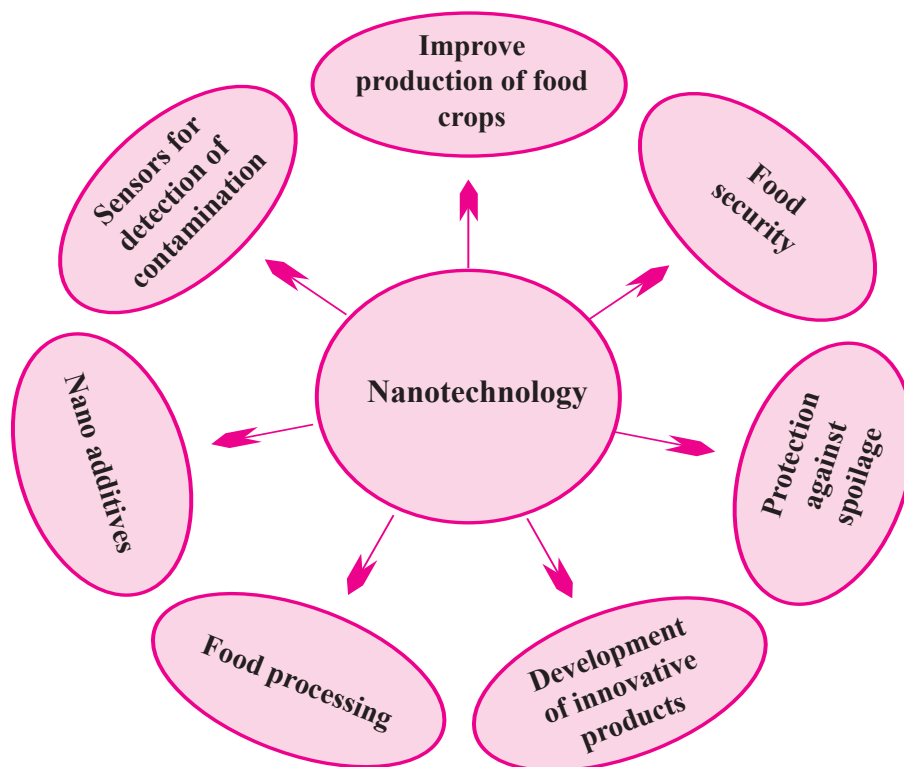 Improve
production of food
crops
Food
security
Protection
against
spoilage
Development
of innovative
products
Food processing
Nano additives
Sensors for
detection of
contamination
Nanotechnology